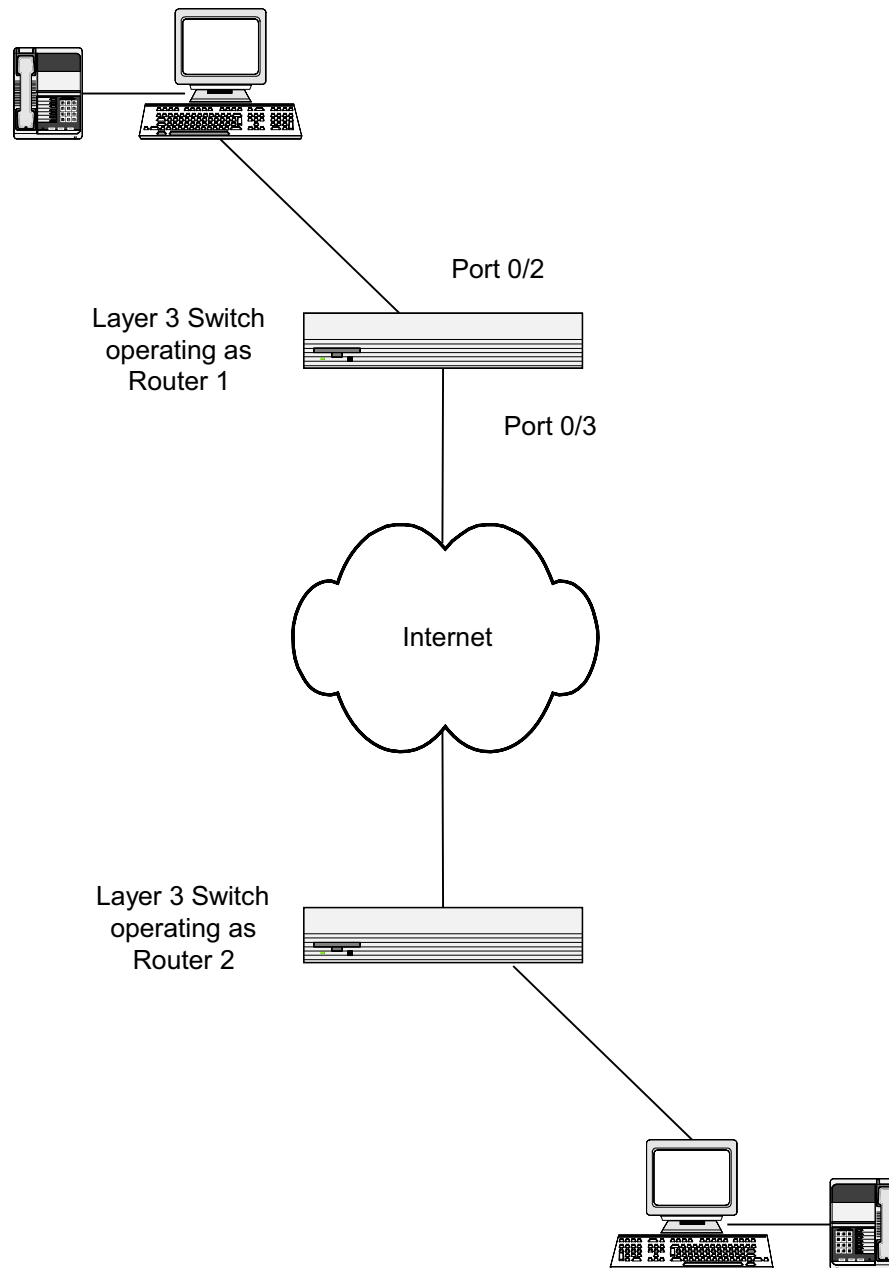 Port 0/2
Layer 3 Switch
operating as
Router 1
Port 0/3
Internet
Layer 3 Switch
operating as
Router 2